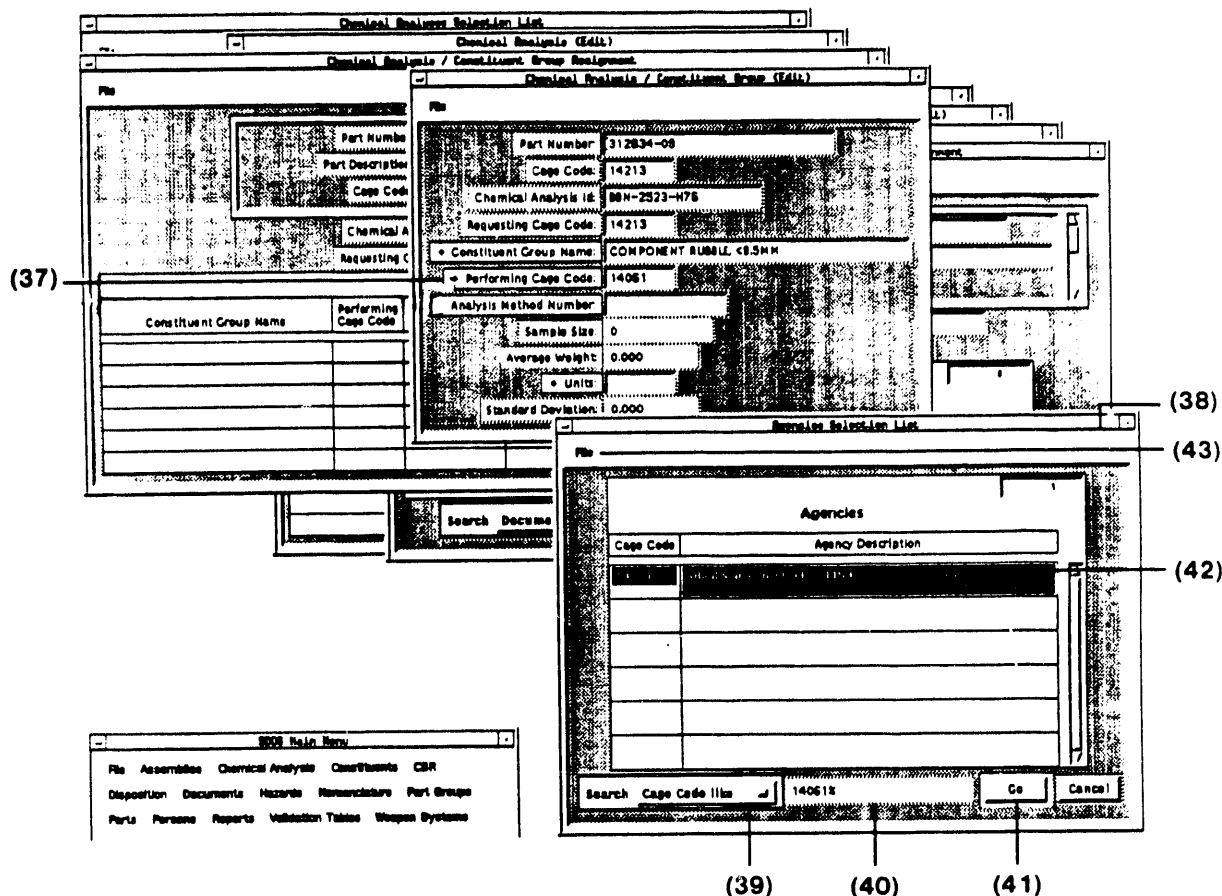 Chemical Analyses Selection List
Chemical Analysis (Edit)
Chemical Analysis / Constituent Group Assignment
Chemical Analysis / Constituent Group (Edit)
File
File
Part Numbe
Part Description
Cage Code
Chemical A
Requesting C
Part Number:
312834-09
Cage Code:
14213
Chemical Analysis Id:
BBN-2523-H76
Requesting Cage Code:
14213
+ Constituent Group Name:
COMPONENT RUBBLE <9.5MM
+ Performing Cage Code:
14061
Analysis Method Number
Sample Size:
0
Average Weight:
0.000
+ Units:
Standard Deviation:
0.000
(37)
Constituent Group Name
Performing Cage Code
Search Docume
(38)
Agencies Selection List
File
(43)
Agencies
Cage Code
Agency Description
(42)
Search Cage Code like
14061%
Go
Cancel
(39)
(40)
(41)
Main Menu
File Assemblies Chemical Analysis Constituents CBR
Disposition Documents Hazards Nomenclature Part Groups
Parts Persons Reports Validation Tables Weapon Systems